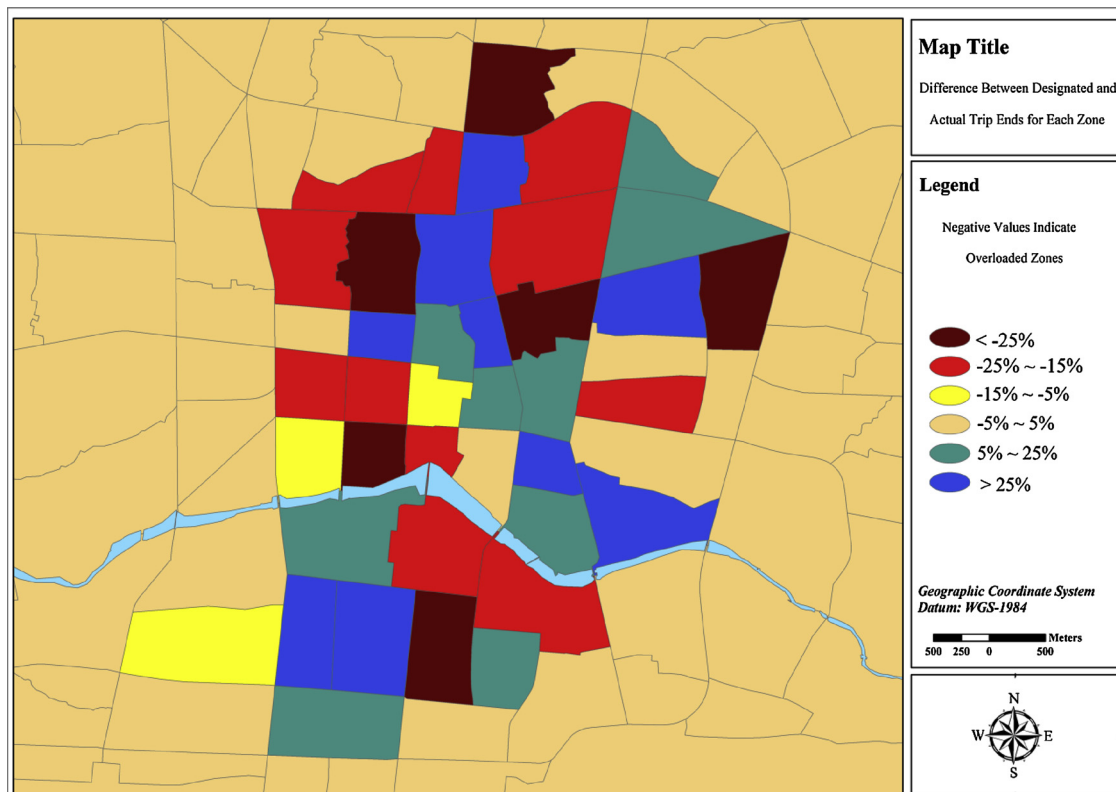 Map Title
Difference Between Designated and
Actual Trip Ends for Each Zone
Legend
Negative Values Indicate
Overloaded Zones
< -25%
-25% ~ -15%
-15% ~ -5%
-5% ~ 5%
5% ~ 25%
> 25%
Geographic Coordinate System
Datum: WGS-1984
Meters
500 250 0 500
N
W E
S